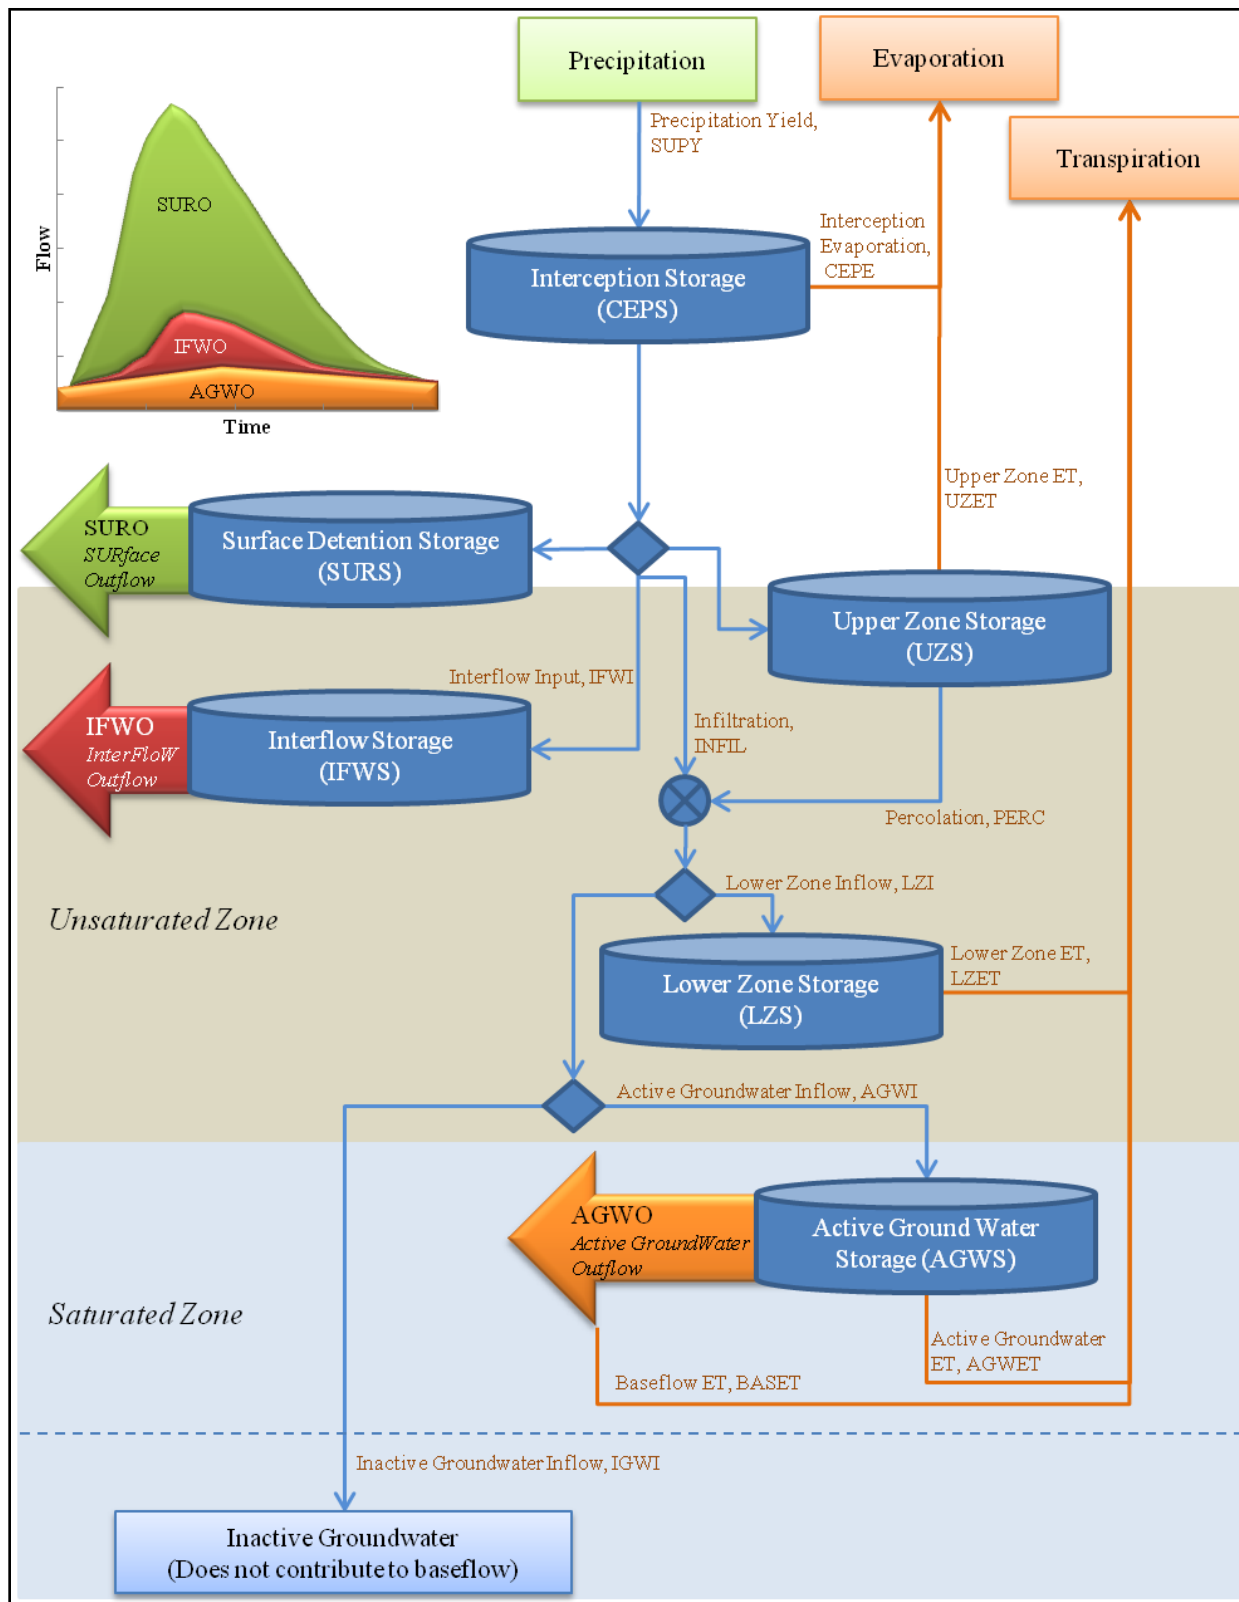 Precipitation
Evaporation
Precipitation Yield,
SUPY
Transpiration
SURO
IFWO
AGWO
Flow
Time
Interception
Evaporation,
CEPE
Interception Storage
(CEPS)
Upper Zone ET,
UZET
SURO
SURface
Outflow
Surface Detention Storage
(SURS)
Upper Zone Storage
(UZS)
Interflow Input, IFWI
IFWO
InterFloW
Outflow
Interflow Storage
(IFWS)
Infiltration,
INFIL
Percolation, PERC
Lower Zone Inflow, LZI
Unsaturated Zone
Lower Zone Storage
(LZS)
Lower Zone ET,
LZET
Active Groundwater Inflow, AGWI
AGWO
Active GroundWater
Outflow
Active Ground Water
Storage (AGWS)
Saturated Zone
Active Groundwater
ET, AGWET
Baseflow ET, BASET
Inactive Groundwater Inflow, IGWI
Inactive Groundwater
(Does not contribute to baseflow)